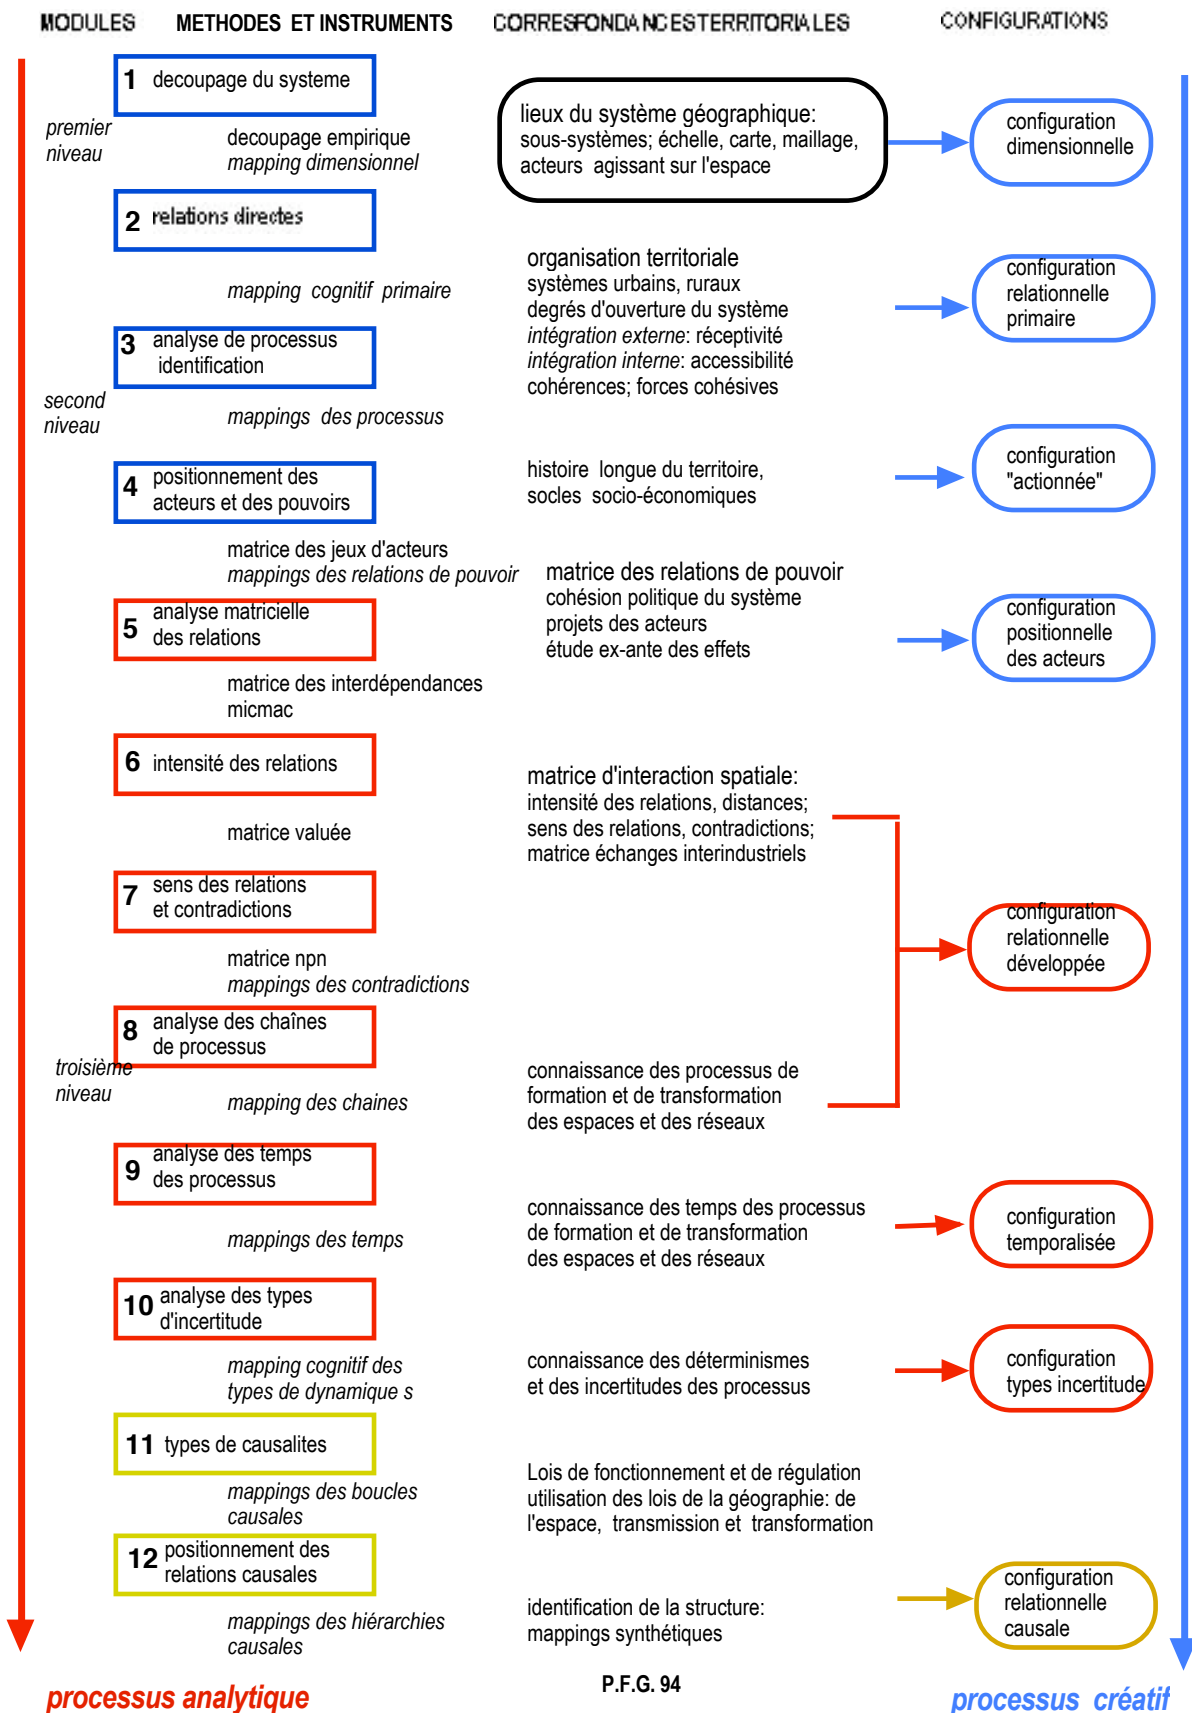 MODULES METHODES ET INSTRUMENTS CORRESFONDANCESTERRITORIALES CONFIGURATIONS
1 decoupage du systeme
premier
niveau
decoupage empirique
mapping dimensionnel
lieux du système géographique:
sous-systèmes; échelle, carte, maillage,
acteurs agissant sur l'espace
configuration
dimensionnelle
2 relations directes
mapping cognitif primaire
organisation territoriale
systèmes urbains, ruraux
degrés d'ouverture du système
intégration externe: réceptivité
intégration interne: accessibilité
cohérences; forces cohésives
configuration
relationnelle
primaire
3 analyse de processus
identification
second
niveau
mappings des processus
4 positionnement des
acteurs et des pouvoirs
histoire longue du territoire,
socles socio-économiques
configuration
"actionnée"
matrice des jeux d'acteurs
mappings des relations de pouvoir
matrice des relations de pouvoir
cohésion politique du système
projets des acteurs
étude ex-ante des effets
configuration
positionnelle
des acteurs
5 analyse matricielle
des relations
matrice des interdépendances
micmac
6 intensité des relations
matrice valuée
matrice d'interaction spatiale:
intensité des relations, distances;
sens des relations, contradictions;
matrice échanges interindustriels
7 sens des relations
et contradictions
matrice npn
mappings des contradictions
configuration
relationnelle
développée
8 analyse des chaînes
de processus
troisième
niveau
mapping des chaines
connaissance des processus de
formation et de transformation
des espaces et des réseaux
9 analyse des temps
des processus
mappings des temps
connaissance des temps des processus
de formation et de transformation
des espaces et des réseaux
configuration
temporalisée
10 analyse des types
d'incertitude
mapping cognitif des
types de dynamique s
connaissance des déterminismes
et des incertitudes des processus
configuration
types incertitude
11 types de causalites
mappings des boucles
causales
Lois de fonctionnement et de régulation
utilisation des lois de la géographie: de
l'espace, transmission et transformation
12 positionnement des
relations causales
mappings des hiérarchies
causales
identification de la structure:
mappings synthétiques
configuration
relationnelle
causale
processus analytique
P.F.G. 94
processus créatif